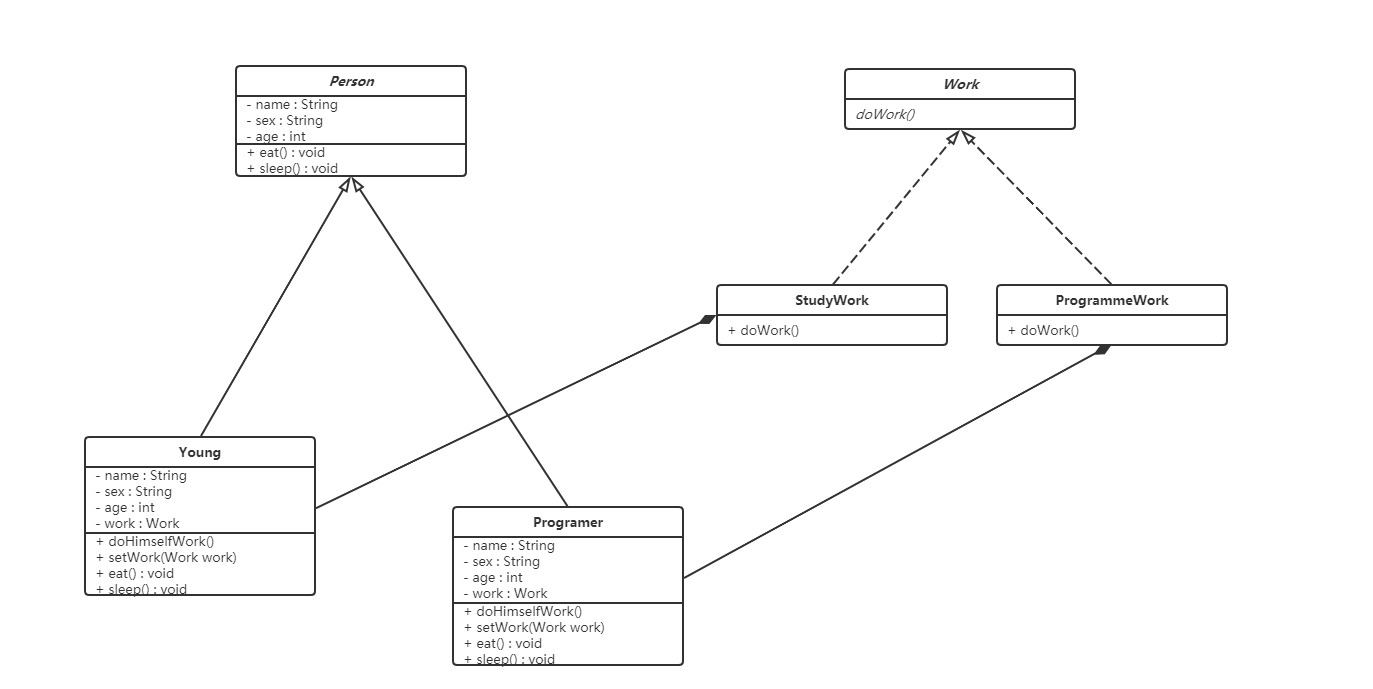 Person
- name : String
- sex : String
- age : int
+ eat() : void
+ sleep() : void
Work
doWork()
StudyWork
+ doWork()
ProgrammeWork
+ doWork()
Young
- name : String
- sex : String
- age : int
- work : Work
+ doHimselfWork()
+ setWork(Work work)
+ eat() : void
+ sleep() : void
Programer
- name : String
- sex : String
- age : int
- work : Work
+ doHimselfWork()
+ setWork(Work work)
+ eat() : void
+ sleep() : void